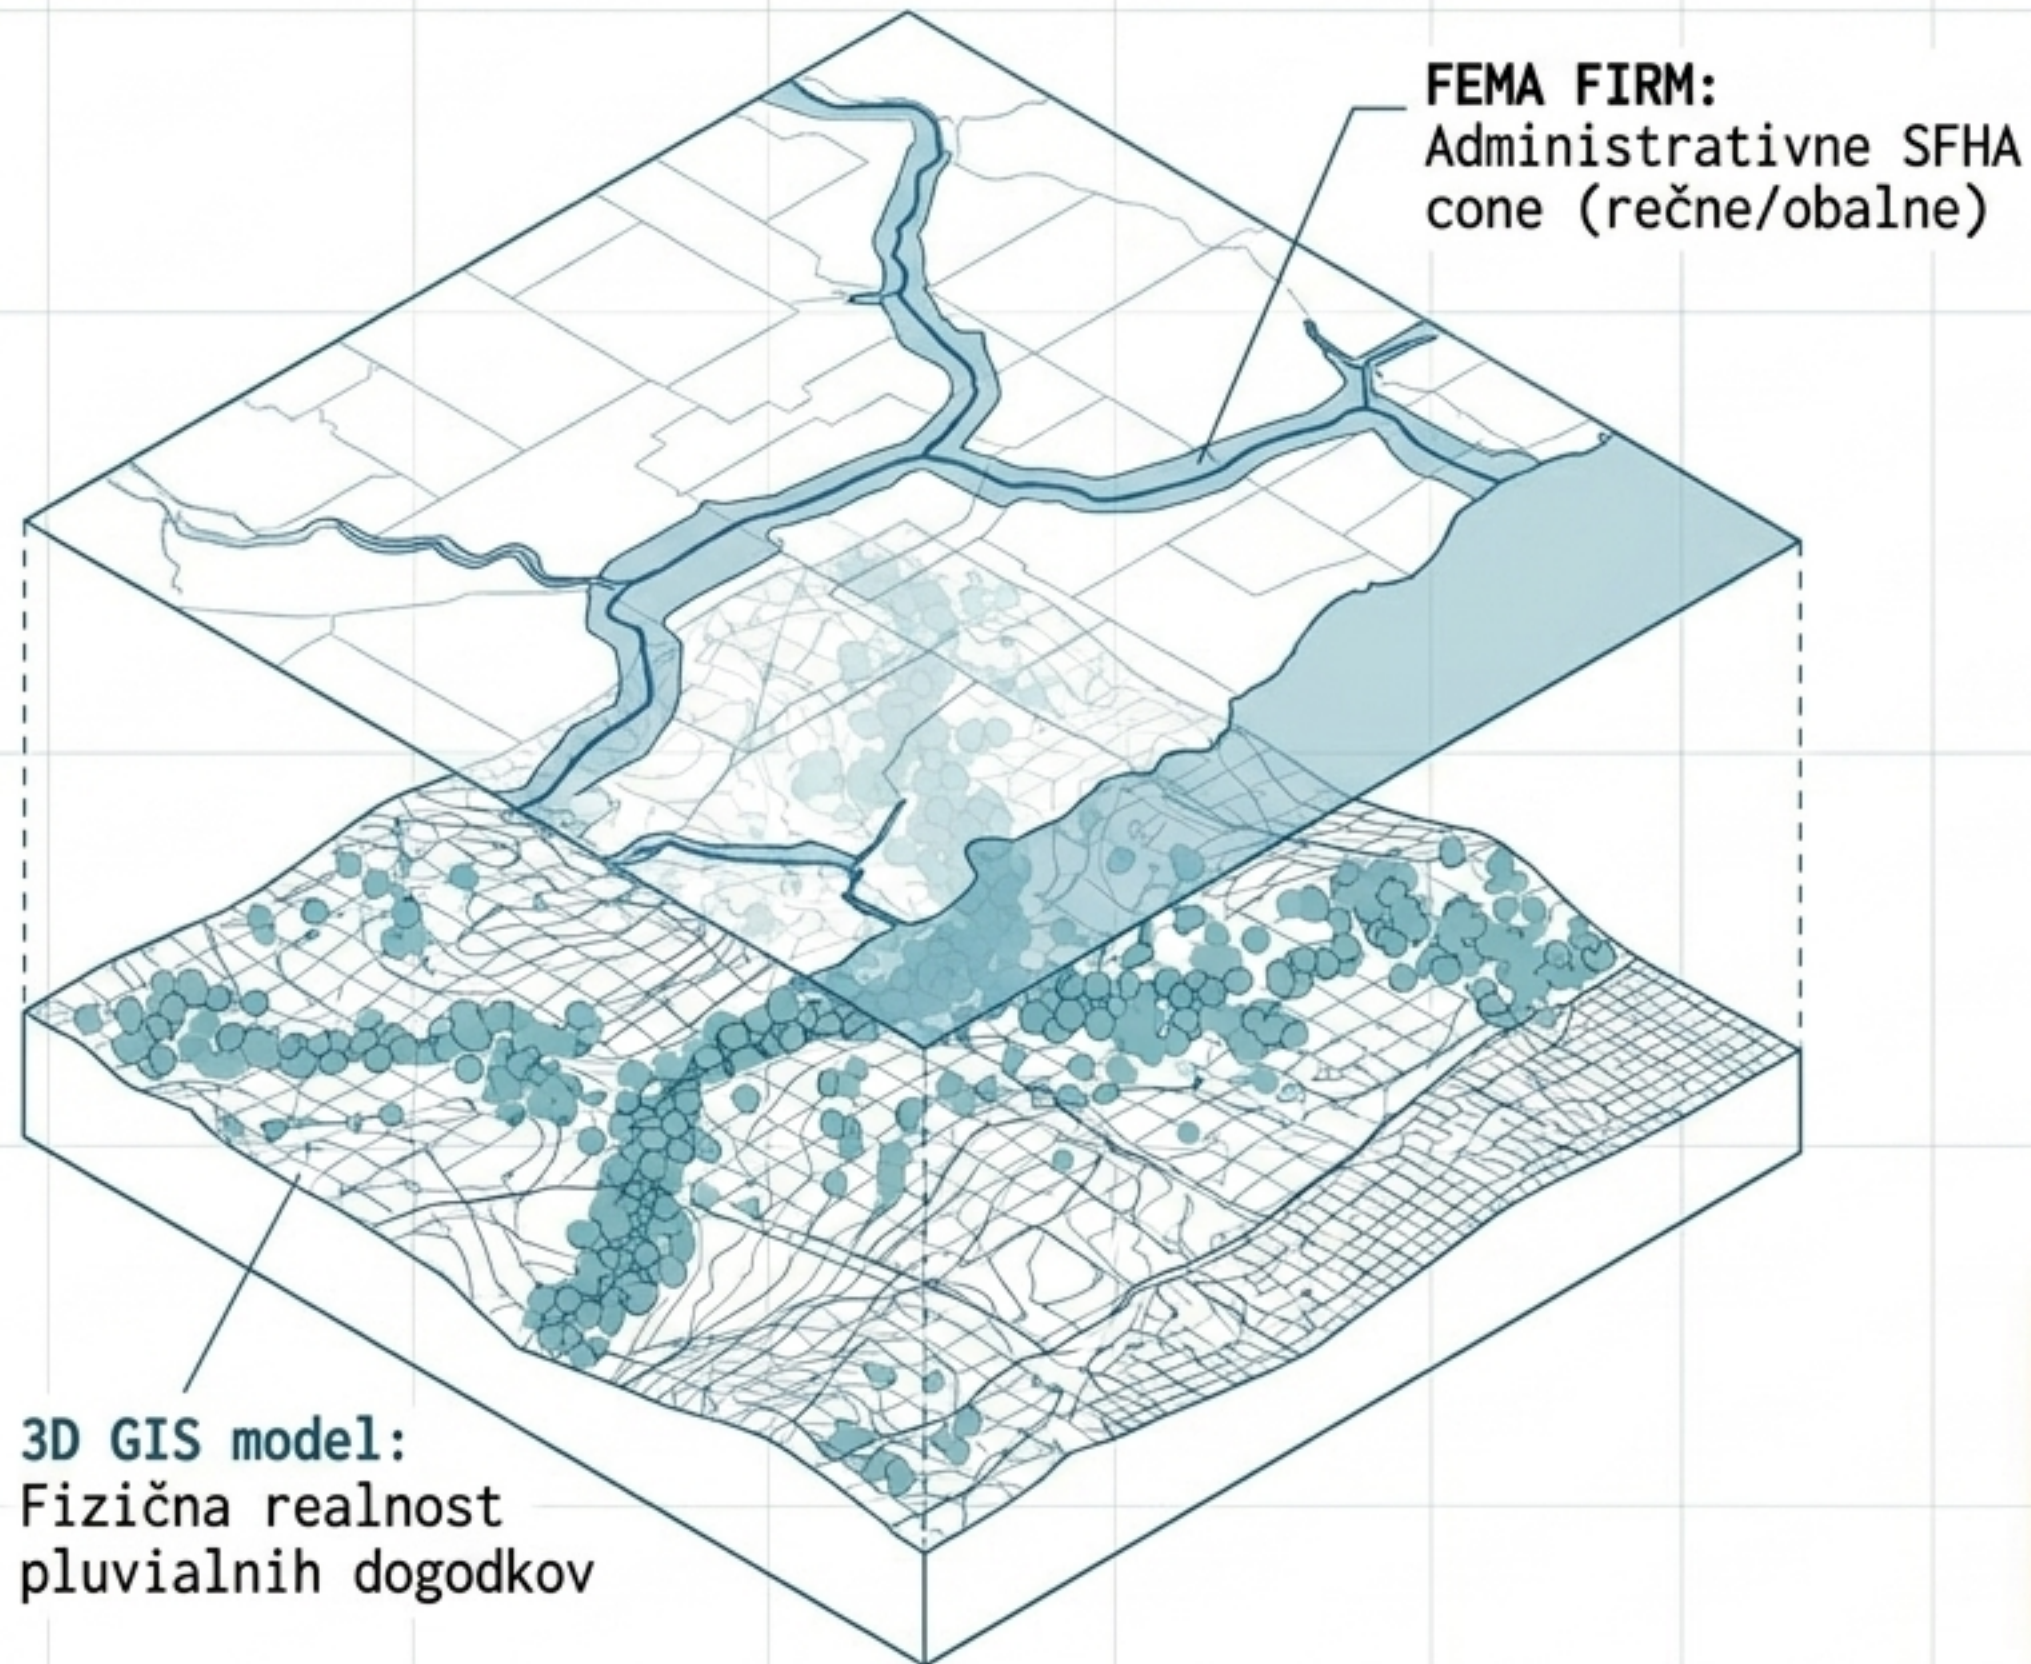 FEMA FIRM:
Administrativne SFHA
cone (rečne/obalne)
3D GIS model:
Fizična realnost
pluvialnih dogodkov